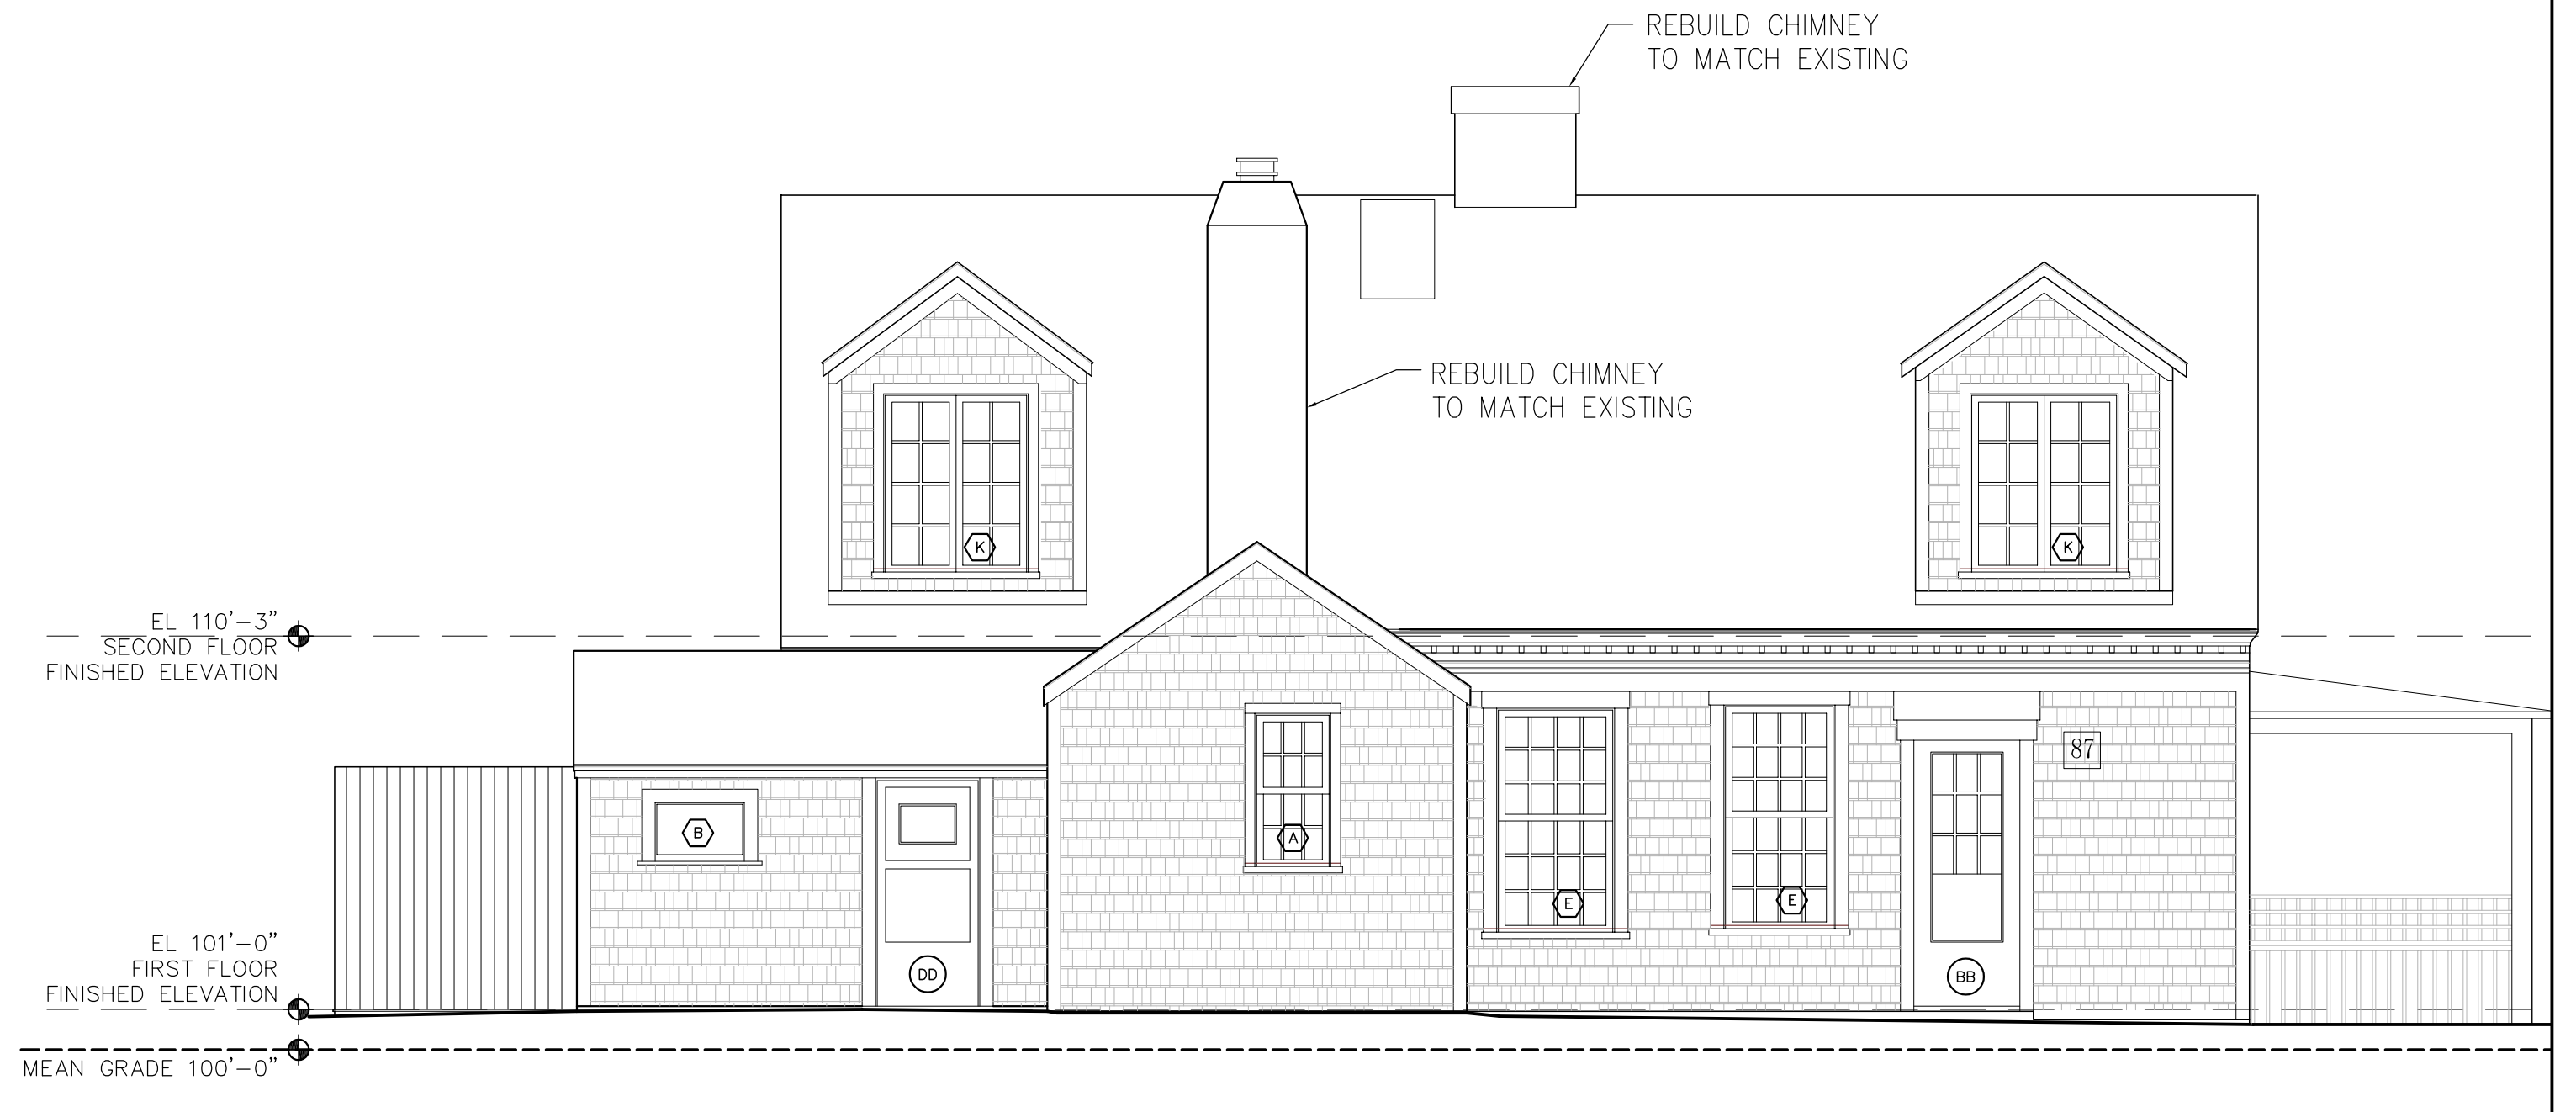 REBUILD CHIMNEY
TO MATCH EXISTING
REBUILD CHIMNEY
TO MATCH EXISTING
K
K
EL 110'-3"
SECOND FLOOR
FINISHED ELEVATION
87
B
A
E
E
EL 101'-0"
FIRST FLOOR
FINISHED ELEVATION
DD
BB
MEAN GRADE 100'-0"